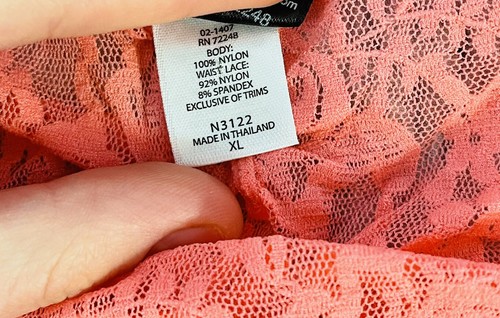 248
02-1407
RN 72248
BODY:
100% NYLON
WAIST LACE:
92% NYLON
8% SPANDEX
EXCLUSIVE OF TRIMS
N3122
MADE IN THAILAND
XL